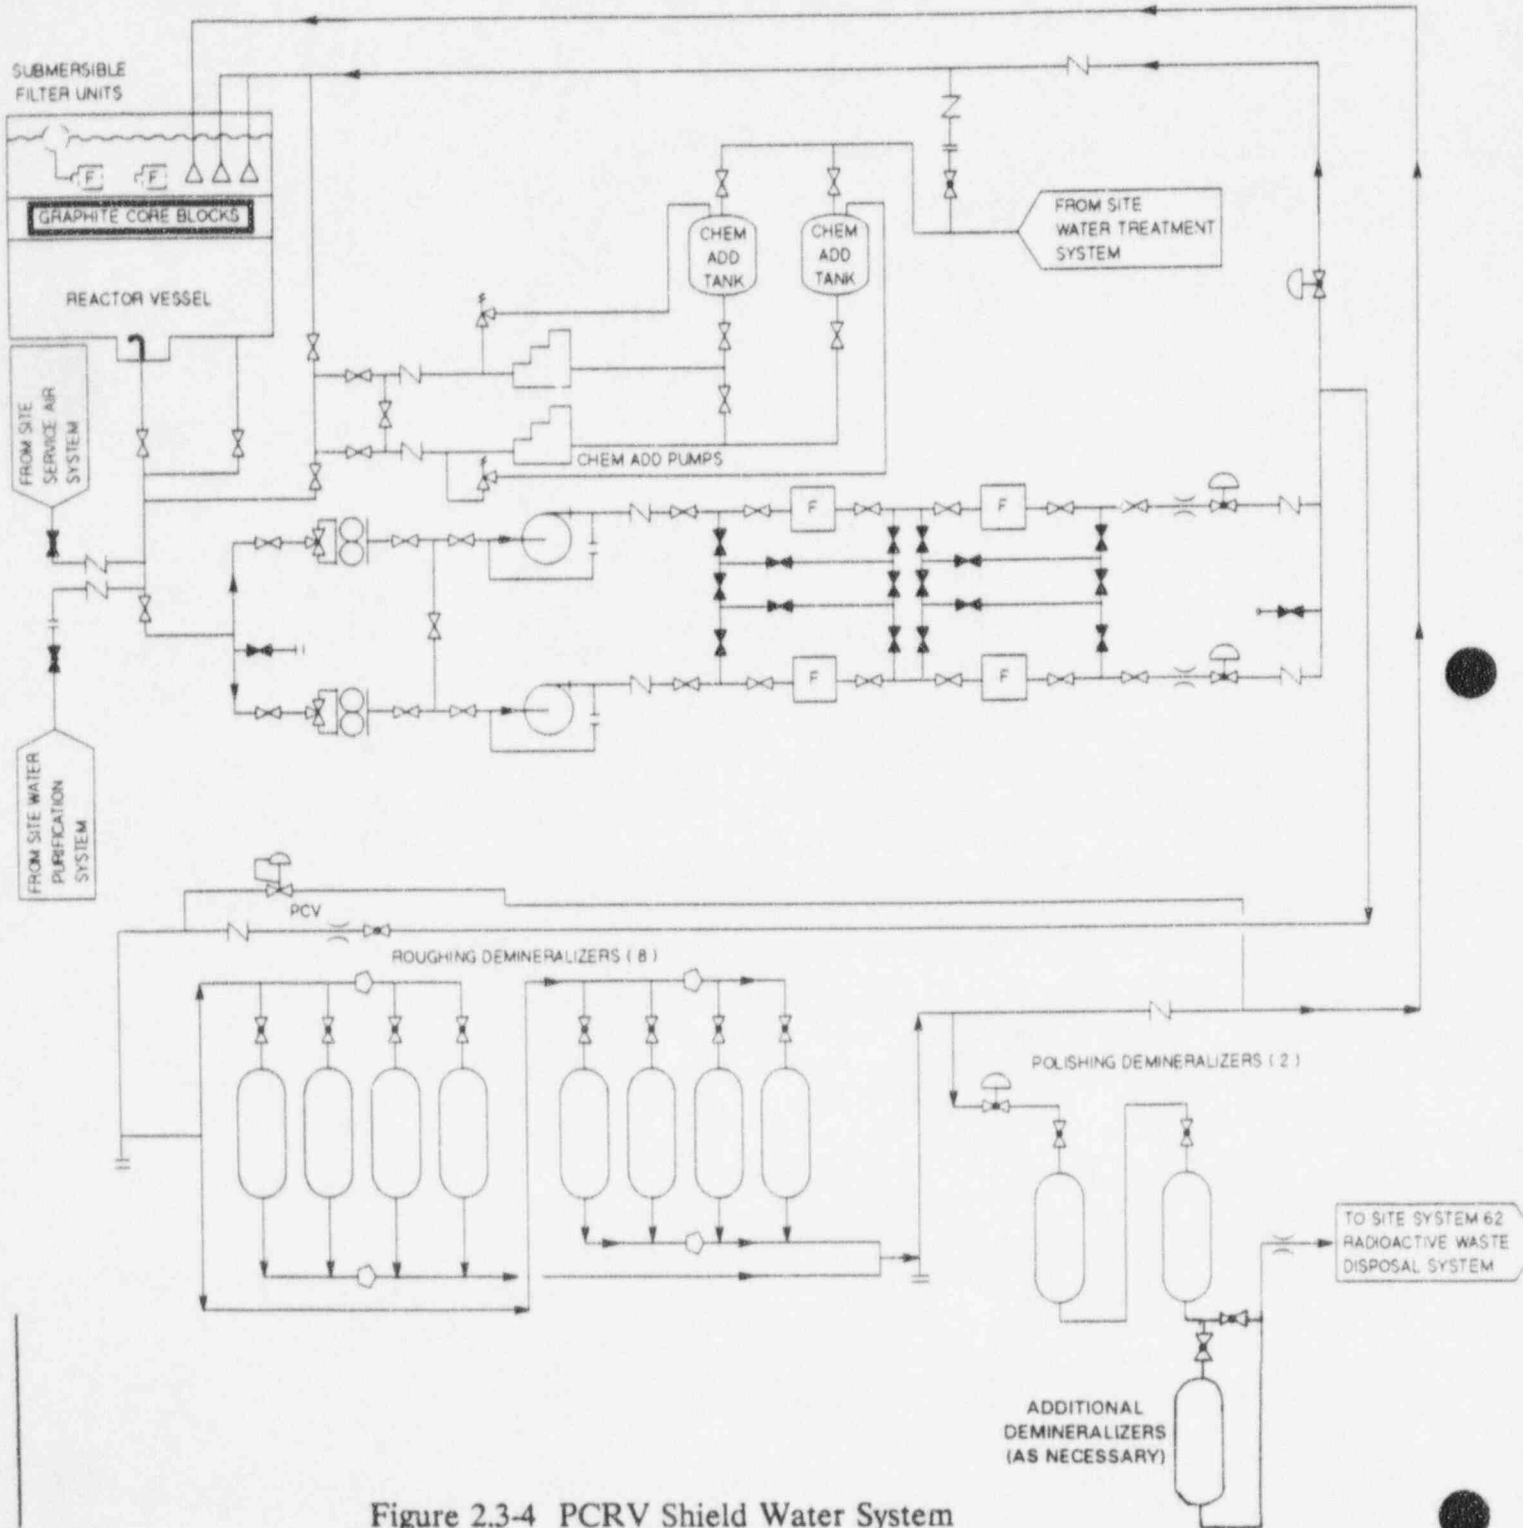 SUBMERSIBLE
FILTER UNITS
F
F
GRAPHITE CORE BLOCKS
REACTOR VESSEL
FROM SITE
SERVICE AIR
SYSTEM
FROM SITE WATER
PURIFICATION
SYSTEM
CHEM
ADD
TANK
CHEM
ADD
TANK
FROM SITE
WATER TREATMENT
SYSTEM
CHEM ADD PUMPS
F
F
F
F
PCV
ROUGHING DEMINERALIZERS ( 8 )
POLISHING DEMINERALIZERS ( 2 )
TO SITE SYSTEM 62
RADIOACTIVE WASTE
DISPOSAL SYSTEM
ADDITIONAL
DEMINERALIZERS
(AS NECESSARY)
Figure 2.3-4 PCRV Shield Water System